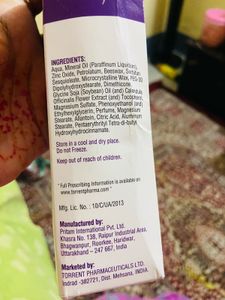 INGREDIENTS:
Aqua, Mineral Oil (Paraffinum Liquidum),
Zinc Oxide, Petrolatum, Beeswax, Sorbitan
Sesquioleate, Microcrystalline Wax, PEG-30
Dipolyhydroxystearate, Dimethicone,
Glycine Soja (Soybean) Oil (and) Calendula
Officinalis Flower Extract (and) Tocopherol,
Magnesium Sulfate, Phenoxyethanol (and)
Ethylhexylglycerin, Perfume, Magnesium
Stearate, Allantoin, Citric Acid, Aluminum
Stearate, Pentaerythrityl Tetra-di-t-butyl
Hydroxyhydrocinnamate.
Store in a cool and dry place.
Do not Freeze.
Keep out of reach of children.
* Full Prescribing Information is available on:
www.torrentpharma.com
Mfg. Lic. No.: 10/C/UA/2013
Manufactured by:
Pritam International Pvt. Ltd.
Khasra No. 138, Raipur Industrial Area,
Bhagwanpur, Roorkee, Haridwar,
Uttarakhand – 247 667, India
Marketed by:
TORRENT PHARMACEUTICALS LTD.
Indrad -382721, Dist. Mehsana, INDIA.